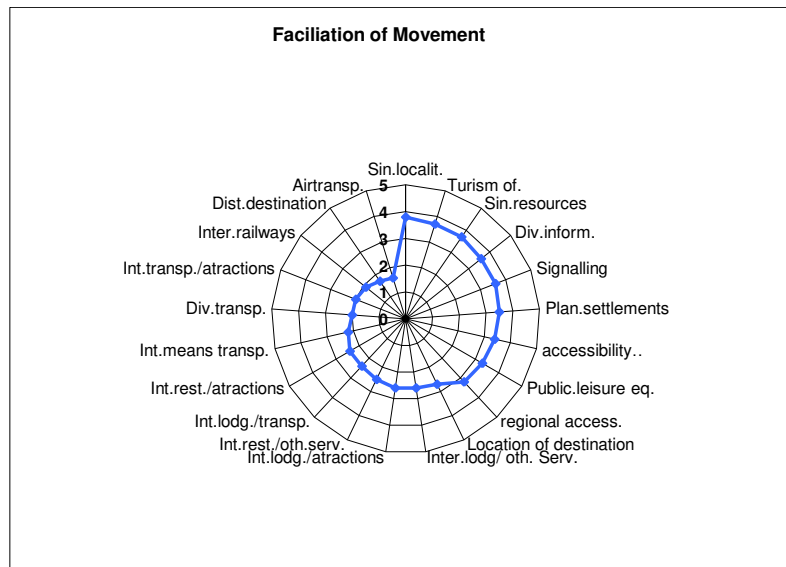 Faciliation of Movement
Sin.localit.
Turism of.
Sin.resources
Div.inform.
Signalling
Plan.settlements
accessibility..
Public.leisure eq.
regional access.
Location of destination
Inter.lodg/ oth. Serv.
Int.lodg./atractions
Int.rest./oth.serv.
Int.lodg./transp.
Int.rest./atractions
Int.means transp.
Div.transp.
Int.transp./atractions
Inter.railways
Dist.destination
Airtransp.
5
4
3
2
1
0